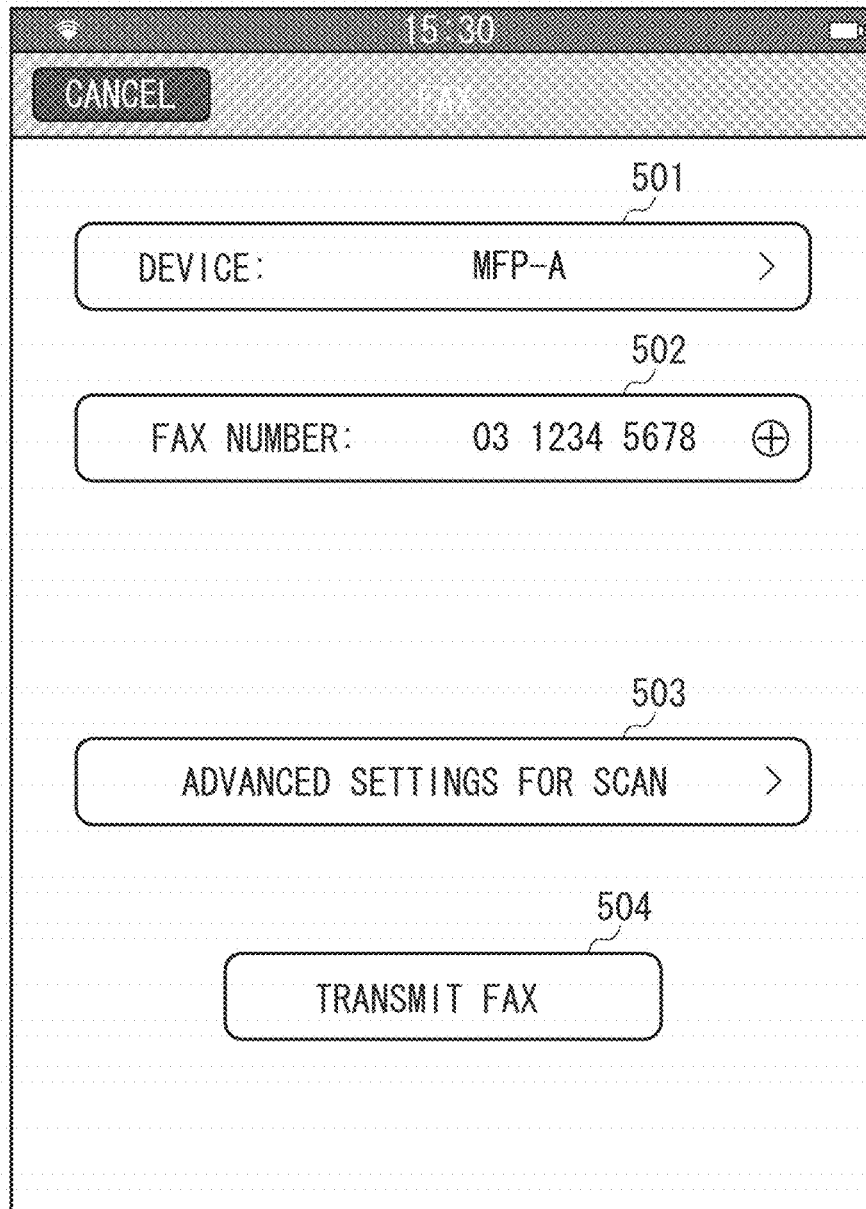 15:30
CANCEL FAX
501
DEVICE: MFP-A >
502
FAX NUMBER: 03 1234 5678 ⊕
503
ADVANCED SETTINGS FOR SCAN >
504
TRANSMIT FAX